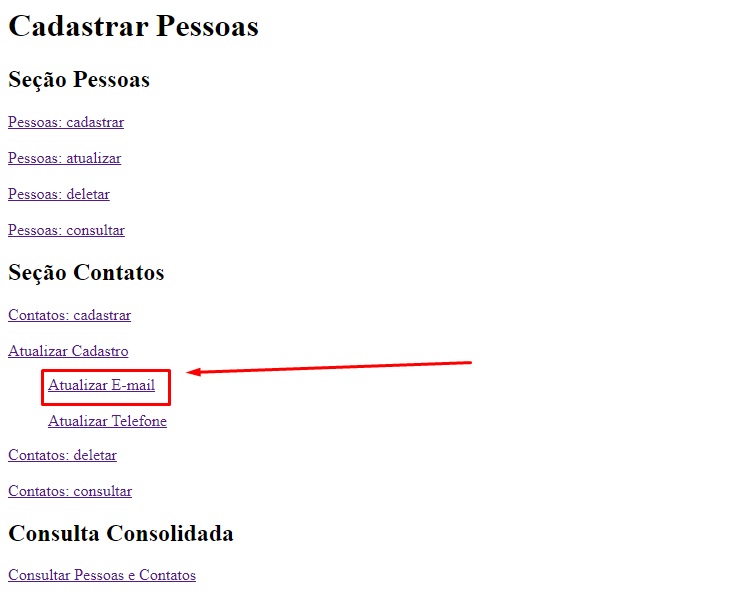 Cadastrar Pessoas
Seção Pessoas
Pessoas: cadastrar
Pessoas: atualizar
Pessoas: deletar
Pessoas: consultar
Seção Contatos
Contatos: cadastrar
Atualizar Cadastro
Atualizar E-mail
Atualizar Telefone
Contatos: deletar
Contatos: consultar
Consulta Consolidada
Consultar Pessoas e Contatos